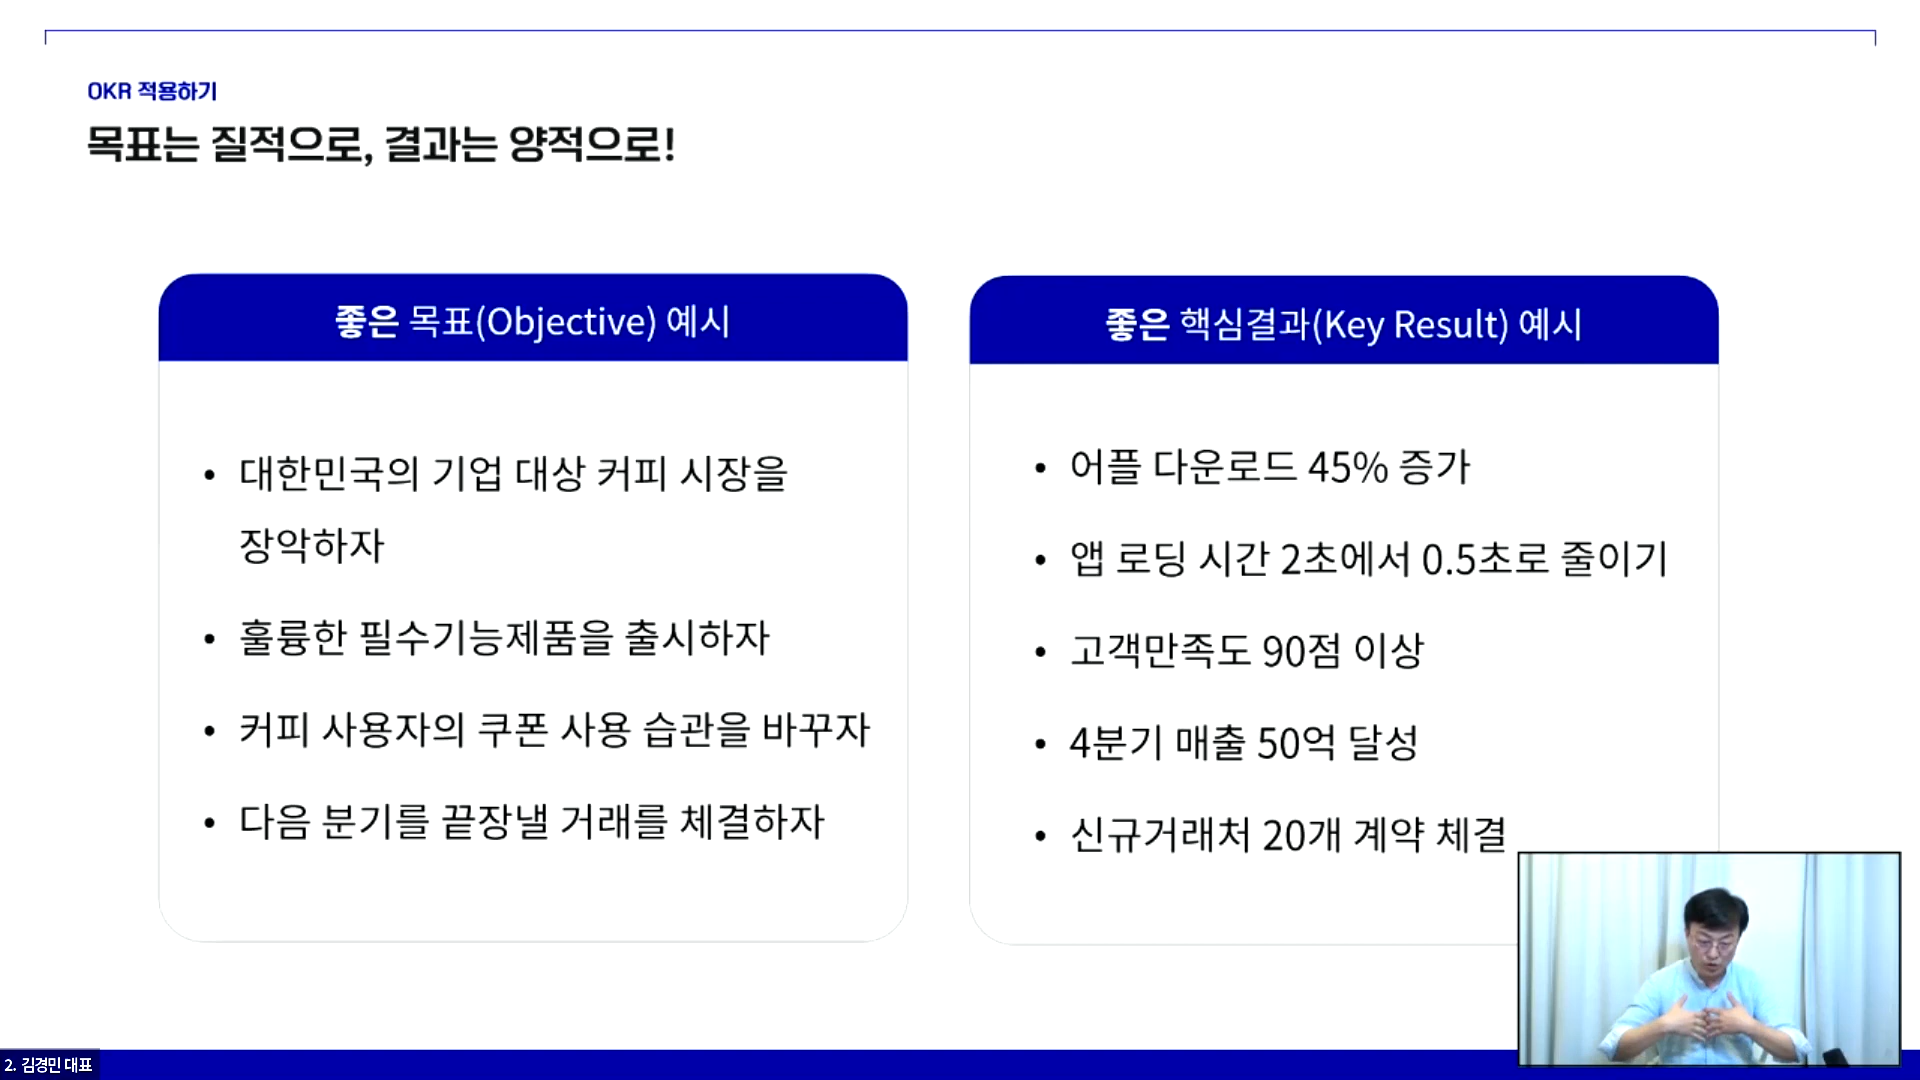 OKR 적용하기
목표는 질적으로, 결과는 양적으로!
좋은 목표(Objective) 예시
• 대한민국의 기업 대상 커피 시장을
장악하자
• 훌륭한 필수기능제품을 출시하자
• 커피 사용자의 쿠폰 사용 습관을 바꾸자
• 다음 분기를 끝장낼 거래를 체결하자
좋은 핵심결과(Key Result) 예시
• 어플 다운로드 45% 증가
• 앱 로딩 시간 2초에서 0.5초로 줄이기
• 고객만족도 90점 이상
• 4분기 매출 50억 달성
• 신규거래처 20개 계약 체결
2. 김경민 대표